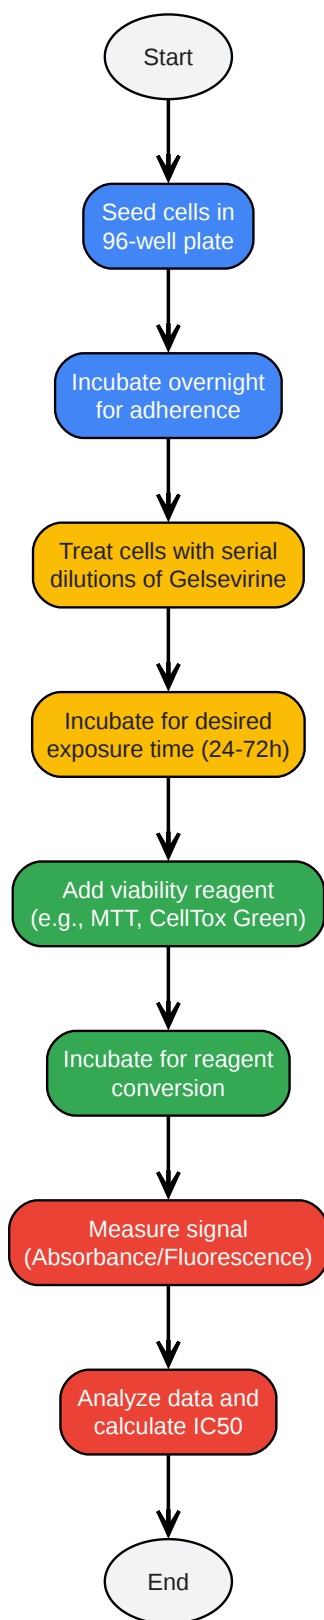 Start
Seed cells in
96-well plate
Incubate overnight
for adherence
Treat cells with serial
dilutions of Gelsevirine
Incubate for desired
exposure time (24-72h)
Add viability reagent
(e.g., MTT, CellTox Green)
Incubate for reagent
conversion
Measure signal
(Absorbance/Fluorescence)
Analyze data and
calculate IC50
End